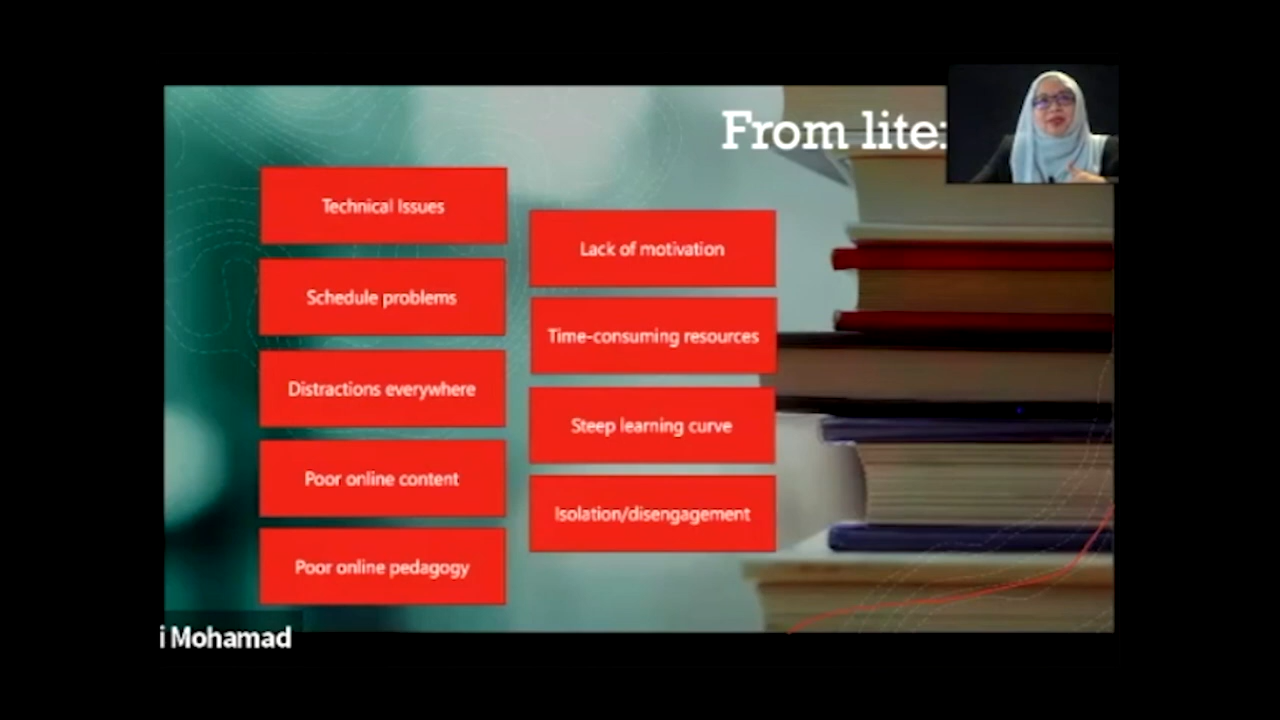 From lite
Technical Issues
Schedule problems
Distractions everywhere
Poor online content
Poor online pedagogy
Lack of motivation
Time-consuming resources
Steep learning curve
Isolation/disengagement
i Mohamad